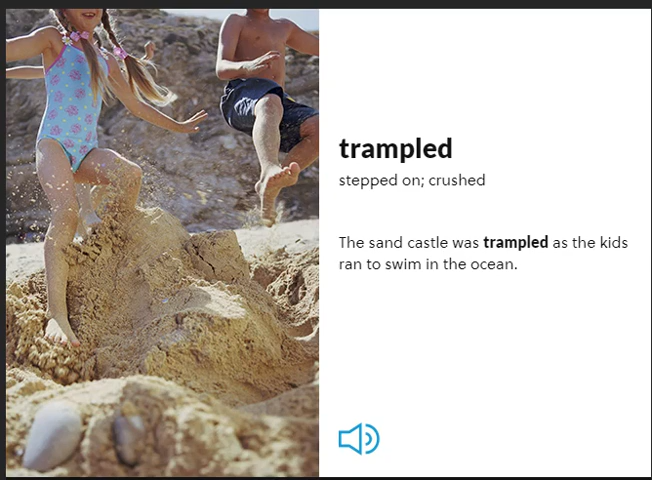 trampled
stepped on; crushed
The sand castle was trampled as the kids
ran to swim in the ocean.